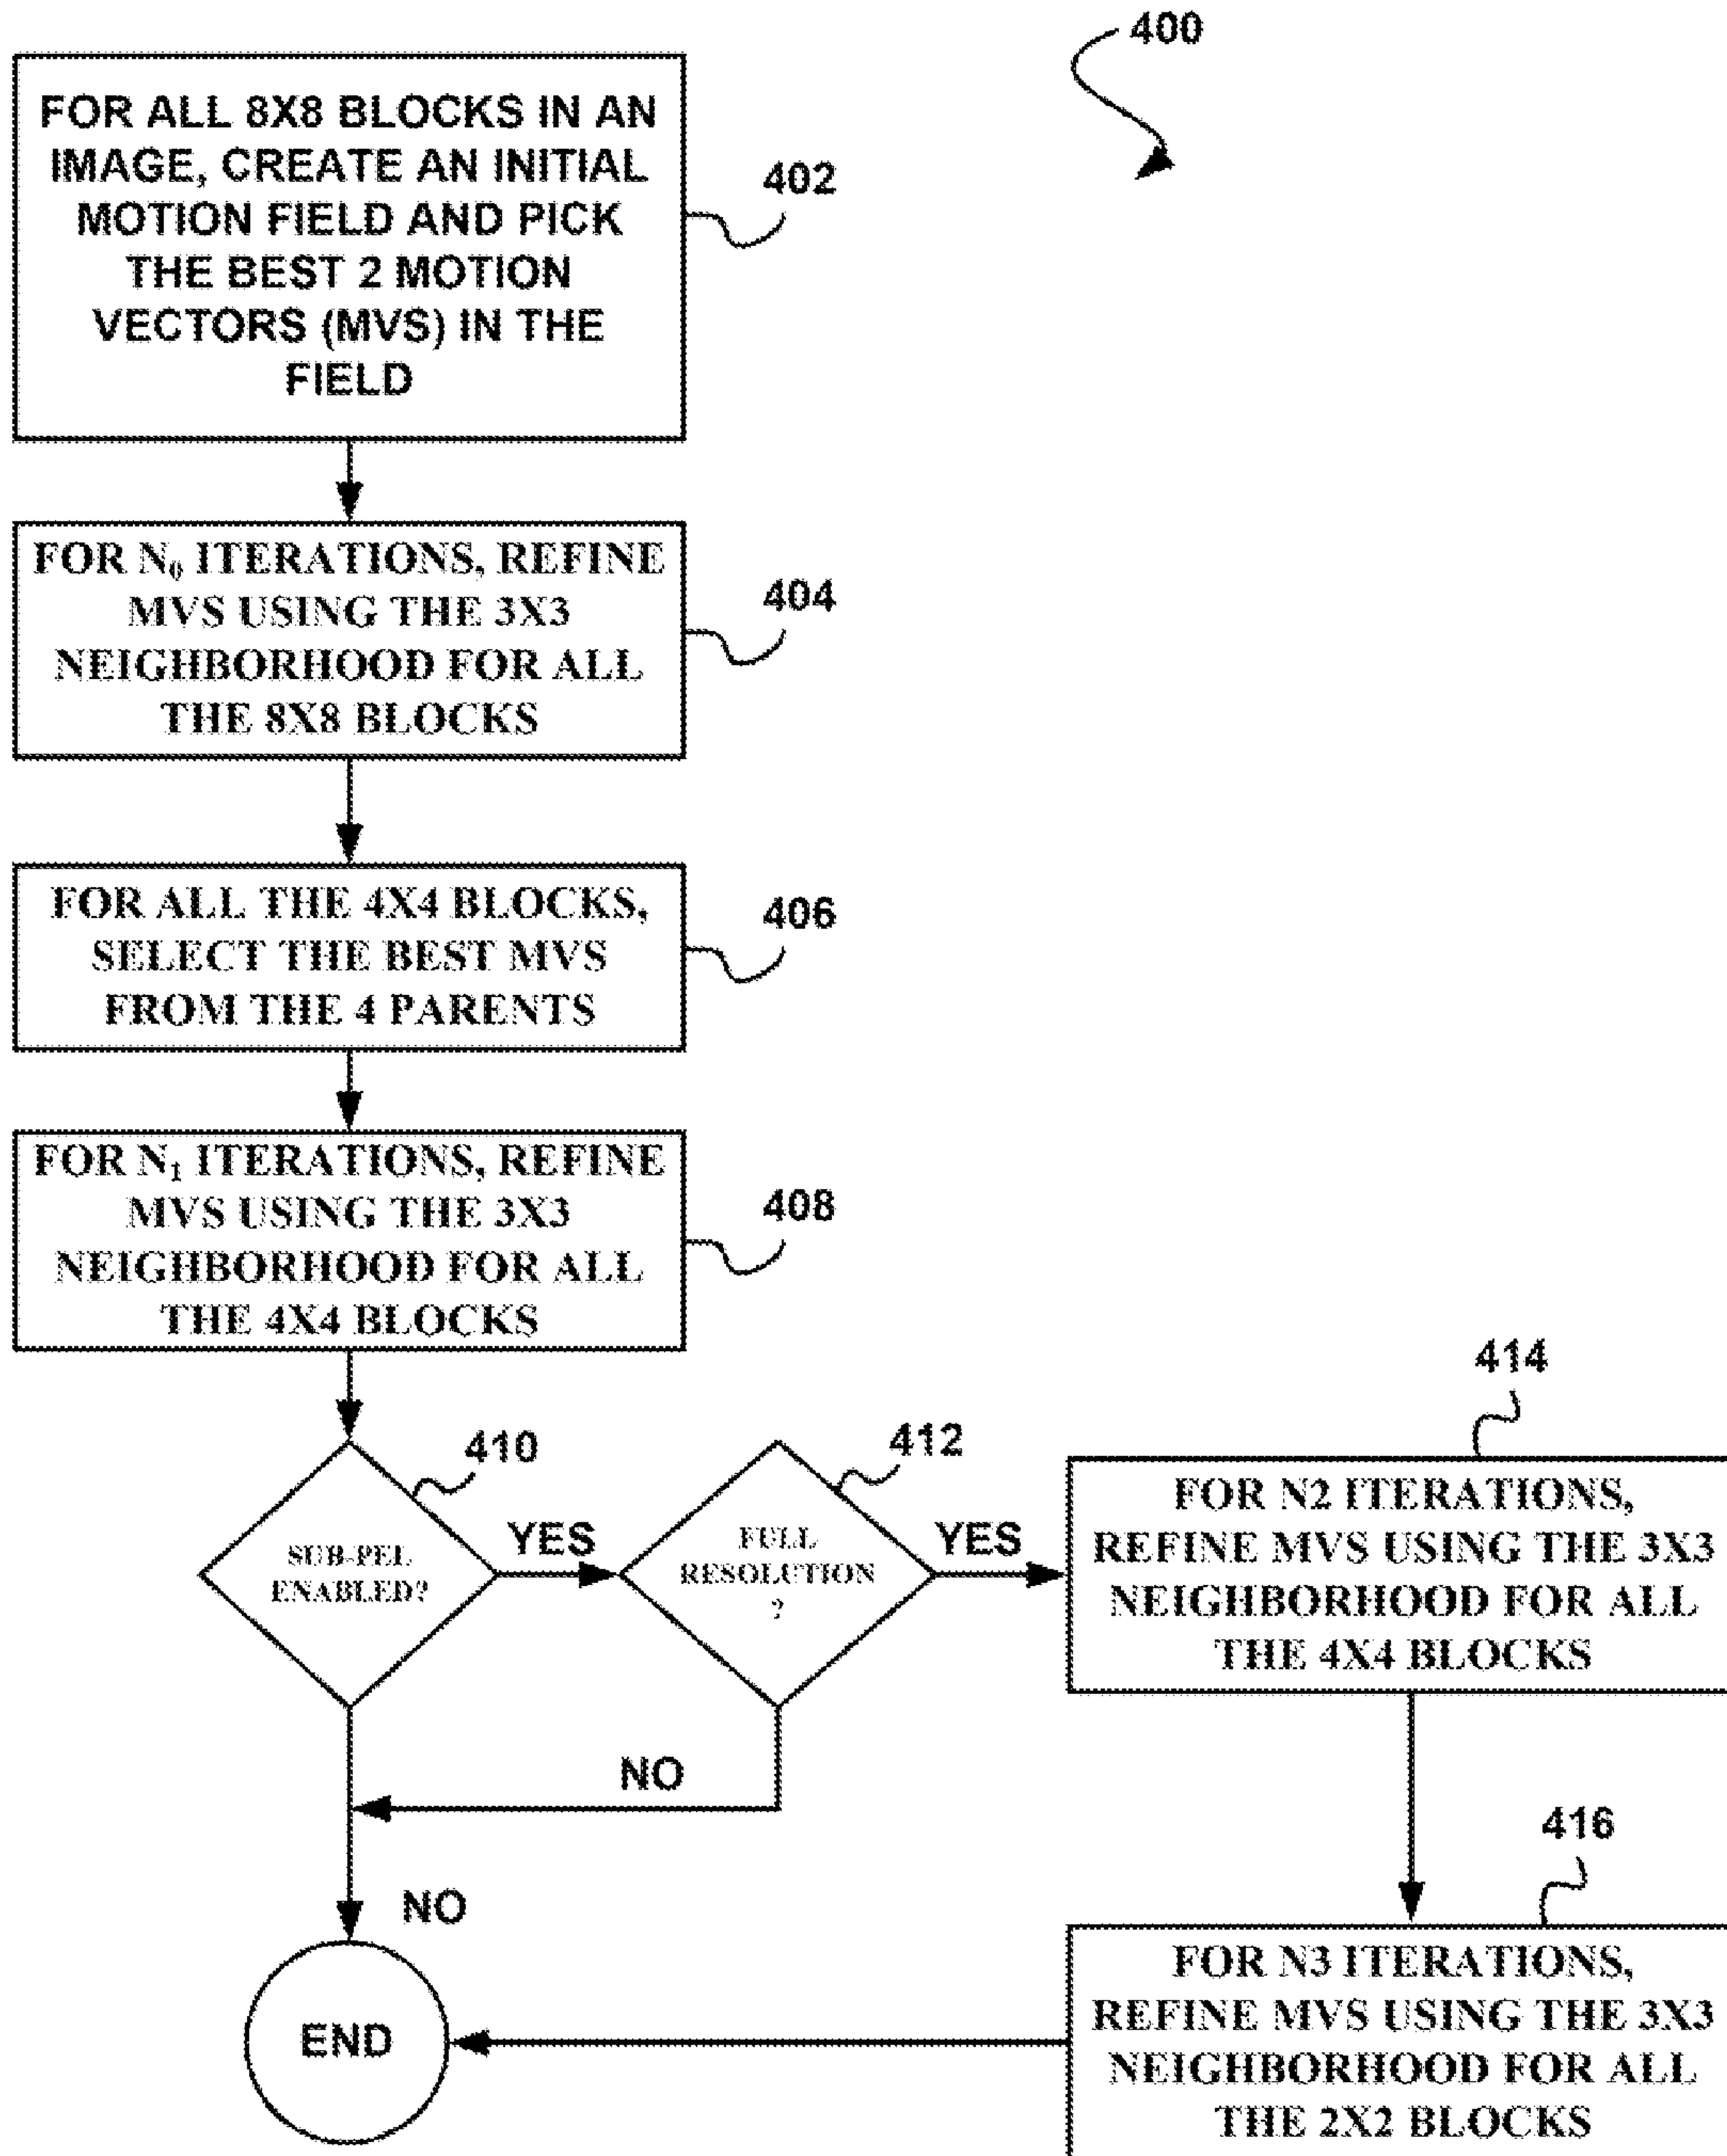 400
FOR ALL 8X8 BLOCKS IN AN
IMAGE, CREATE AN INITIAL
MOTION FIELD AND PICK
THE BEST 2 MOTION
VECTORS (MVS) IN THE
FIELD
402
FOR N₀ ITERATIONS, REFINE
MVS USING THE 3X3
NEIGHBORHOOD FOR ALL
THE 8X8 BLOCKS
404
FOR ALL THE 4X4 BLOCKS,
SELECT THE BEST MVS
FROM THE 4 PARENTS
406
FOR N₁ ITERATIONS, REFINE
MVS USING THE 3X3
NEIGHBORHOOD FOR ALL
THE 4X4 BLOCKS
408
410
SUB-PEL
ENABLED?
YES
412
FULL
RESOLUTION
?
YES
414
FOR N2 ITERATIONS,
REFINE MVS USING THE 3X3
NEIGHBORHOOD FOR ALL
THE 4X4 BLOCKS
NO
NO
416
FOR N3 ITERATIONS,
REFINE MVS USING THE 3X3
NEIGHBORHOOD FOR ALL
THE 2X2 BLOCKS
END